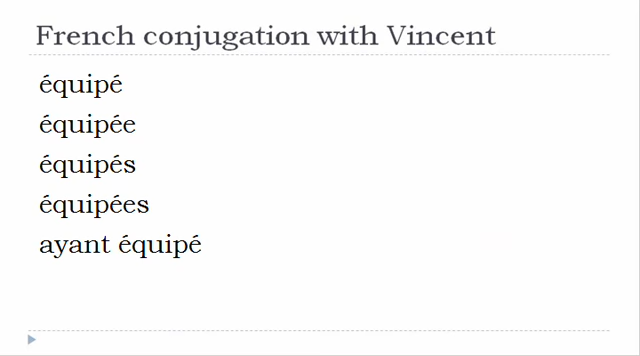 French conjugation with Vincent
équipé
équipée
équipés
équipées
ayant équipé